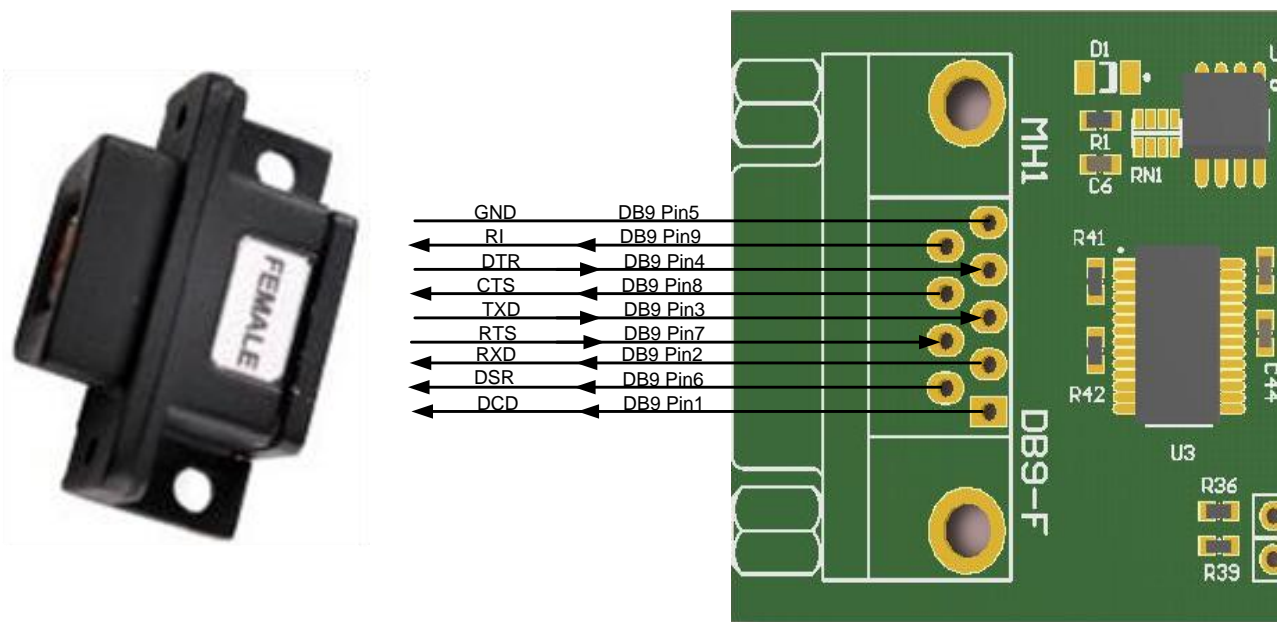 FEMALE
GND DB9 Pin5
RI DB9 Pin9
DTR DB9 Pin4
CTS DB9 Pin8
TXD DB9 Pin3
RTS DB9 Pin7
RXD DB9 Pin2
DSR DB9 Pin6
DCD DB9 Pin1
MH1
DB9-F
D1
R1
C6
RN1
R41
R42
U3
C44
R36
R39